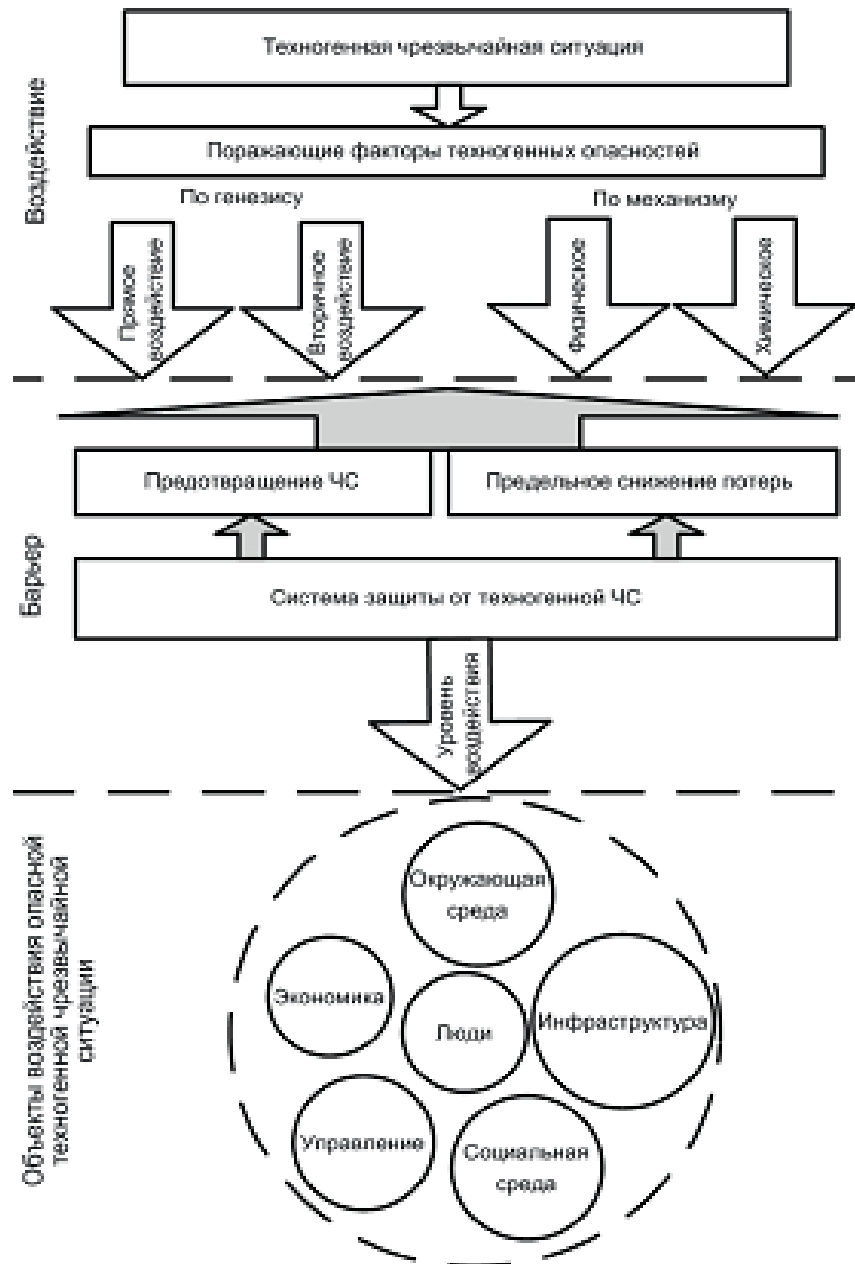 Воздействие
Техногенная чрезвычайная ситуация
Поражающие факторы техногенных опасностей
По генезису
По механизму
Прямое
воздействие
Вторичное
воздействие
Физическое
Химическое
Барьер
Предотвращение ЧС
Предельное снижение потерь
Система защиты от техногенной ЧС
Уровень
воздействия
Объекты воздействия опасной
техногенной чрезвычайной
ситуации
Окружающая
среда
Экономика
Люди
Инфраструктура
Управление
Социальная
среда